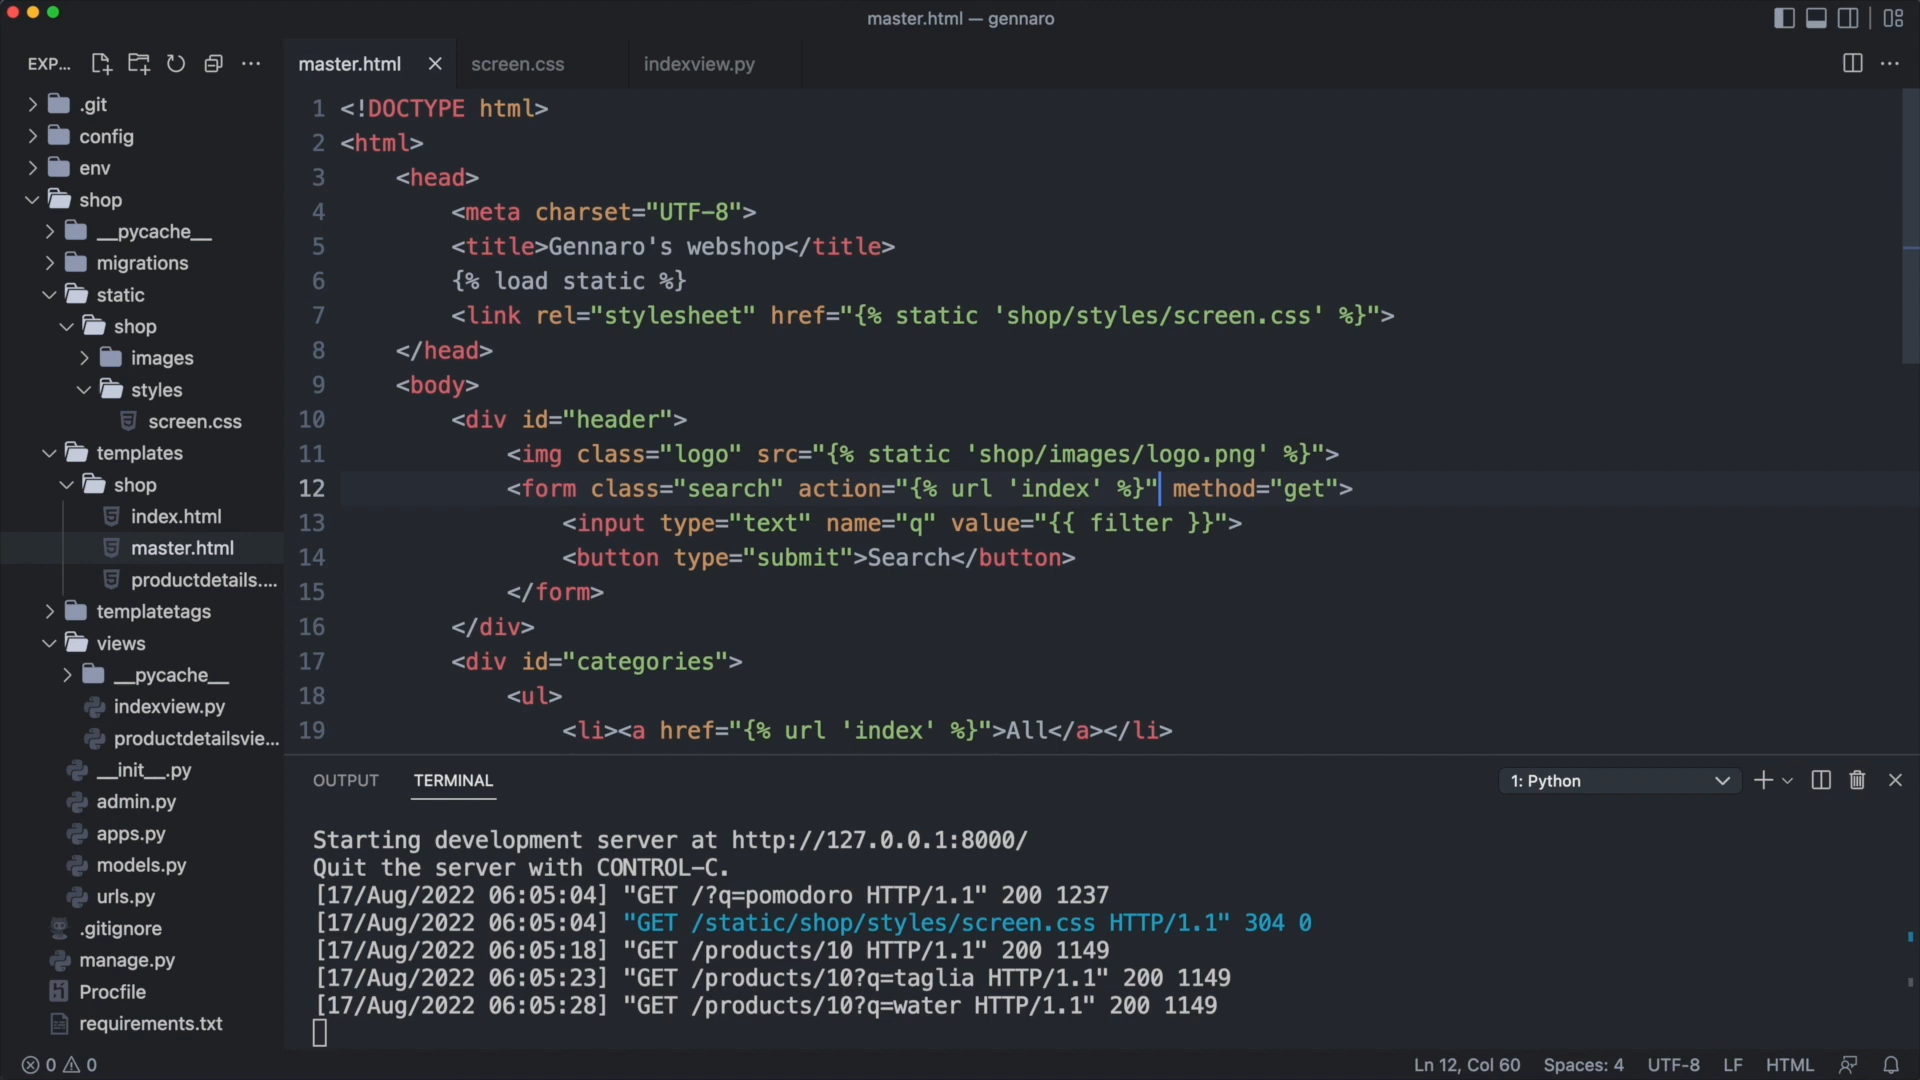 master.html — gennaro
EXP...
master.html
screen.css
indexview.py
.git
config
env
shop
__pycache__
migrations
static
shop
images
styles
screen.css
templates
shop
index.html
master.html
productdetails....
templatetags
views
__pycache__
indexview.py
productdetailsvie...
__init__.py
admin.py
apps.py
models.py
urls.py
.gitignore
manage.py
Procfile
requirements.txt
1 <!DOCTYPE html>
2 <html>
3 <head>
4 <meta charset="UTF-8">
5 <title>Gennaro's webshop</title>
6 {% load static %}
7 <link rel="stylesheet" href="{% static 'shop/styles/screen.css' %}">
8 </head>
9 <body>
10 <div id="header">
11 <img class="logo" src="{% static 'shop/images/logo.png' %}">
12 <form class="search" action="{% url 'index' %}" method="get">
13 <input type="text" name="q" value="{{ filter }}">
14 <button type="submit">Search</button>
15 </form>
16 </div>
17 <div id="categories">
18 <ul>
19 <li><a href="{% url 'index' %}">All</a></li>
OUTPUT
TERMINAL
1: Python
Starting development server at http://127.0.0.1:8000/
Quit the server with CONTROL-C.
[17/Aug/2022 06:05:04] "GET /?q=pomodoro HTTP/1.1" 200 1237
[17/Aug/2022 06:05:04] "GET /static/shop/styles/screen.css HTTP/1.1" 304 0
[17/Aug/2022 06:05:18] "GET /products/10 HTTP/1.1" 200 1149
[17/Aug/2022 06:05:23] "GET /products/10?q=taglia HTTP/1.1" 200 1149
[17/Aug/2022 06:05:28] "GET /products/10?q=water HTTP/1.1" 200 1149
0 0
Ln 12, Col 60
Spaces: 4
UTF-8
LF
HTML